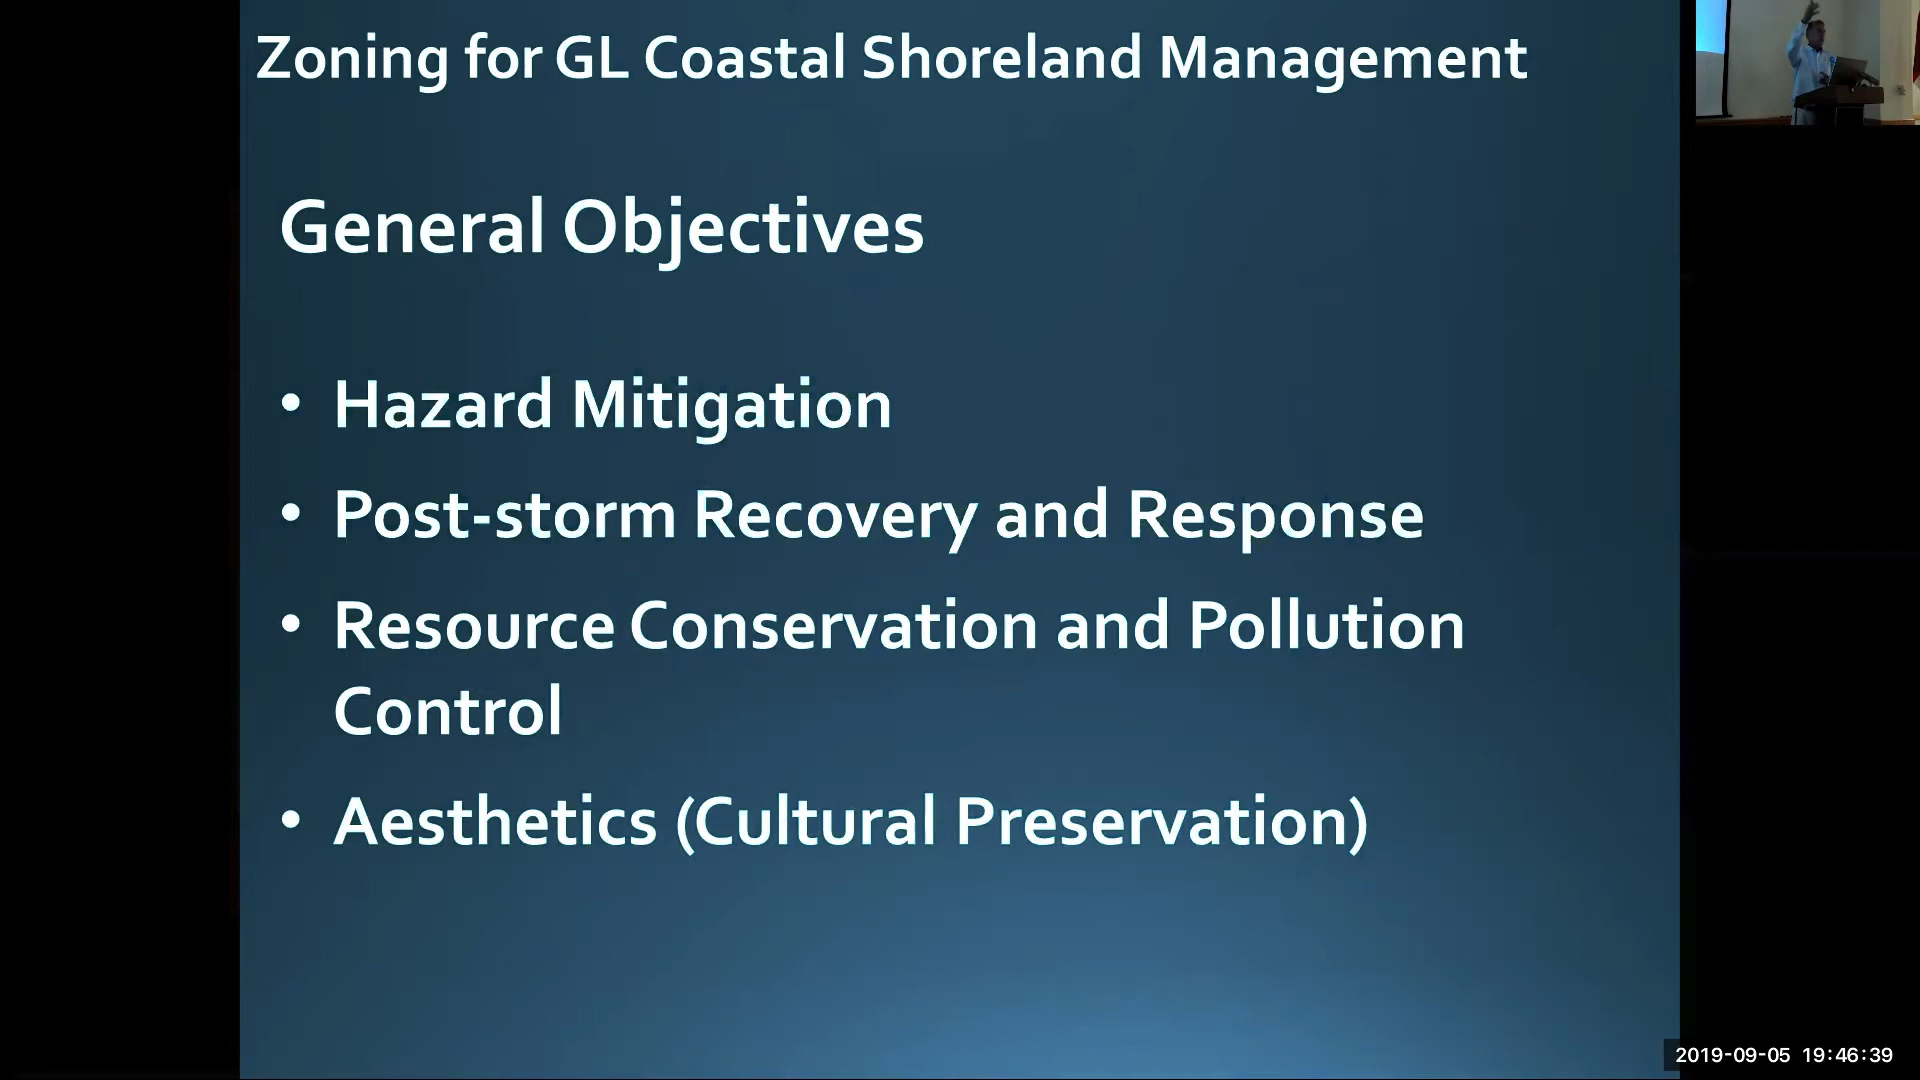 Zoning for GL Coastal Shoreland Management
General Objectives
• Hazard Mitigation
• Post-storm Recovery and Response
• Resource Conservation and Pollution
Control
• Aesthetics (Cultural Preservation)
2019-09-05 19:46:39